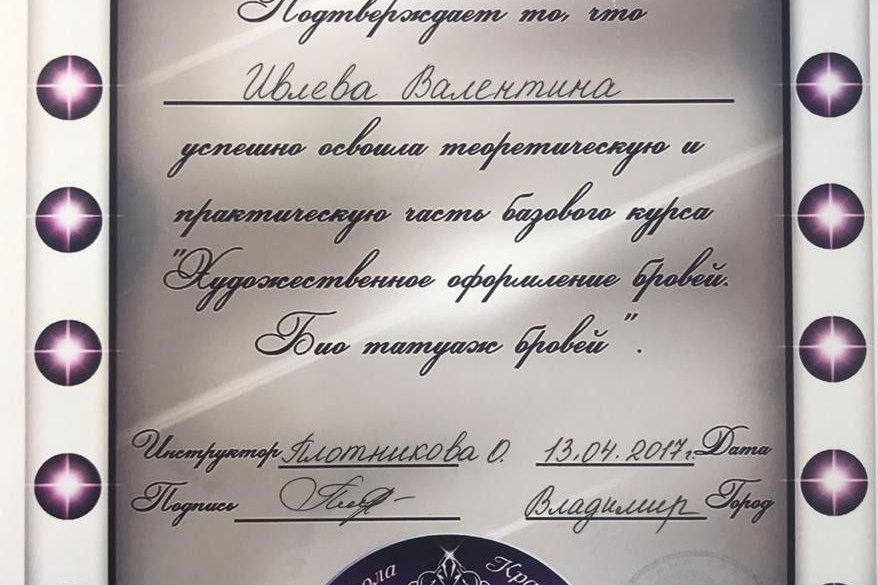 Подтверждает то, что
Ивлева Валентина
успешно освоила теоретическую и
практическую часть базового курса
"Художественное оформление бровей.
Био татуаж бровей".
Инструктор Плотникова О. 13.04.2017г. Дата
Подпись Владимир Город